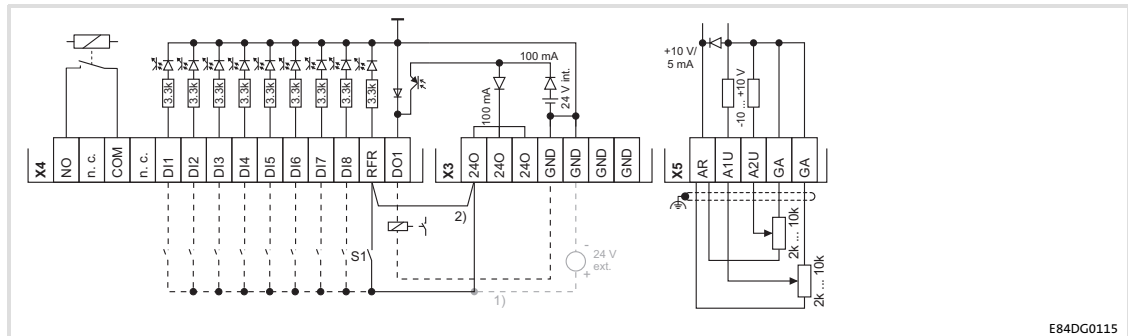 100 mA
+10 V/
5 mA
3.3k
3.3k
3.3k
3.3k
3.3k
3.3k
3.3k
3.3k
3.3k
100 mA
24 V int.
-10 ... +10 V
X4
NO
n. c.
COM
n. c.
DI1
DI2
DI3
DI4
DI5
DI6
DI7
DI8
RFR
DO1
X3
24O
24O
24O
GND
GND
GND
GND
X5
AR
A1U
A2U
GA
GA
2)
S1
24 V
ext.
-
+
1)
2k ... 10k
2k ... 10k
E84DG0115